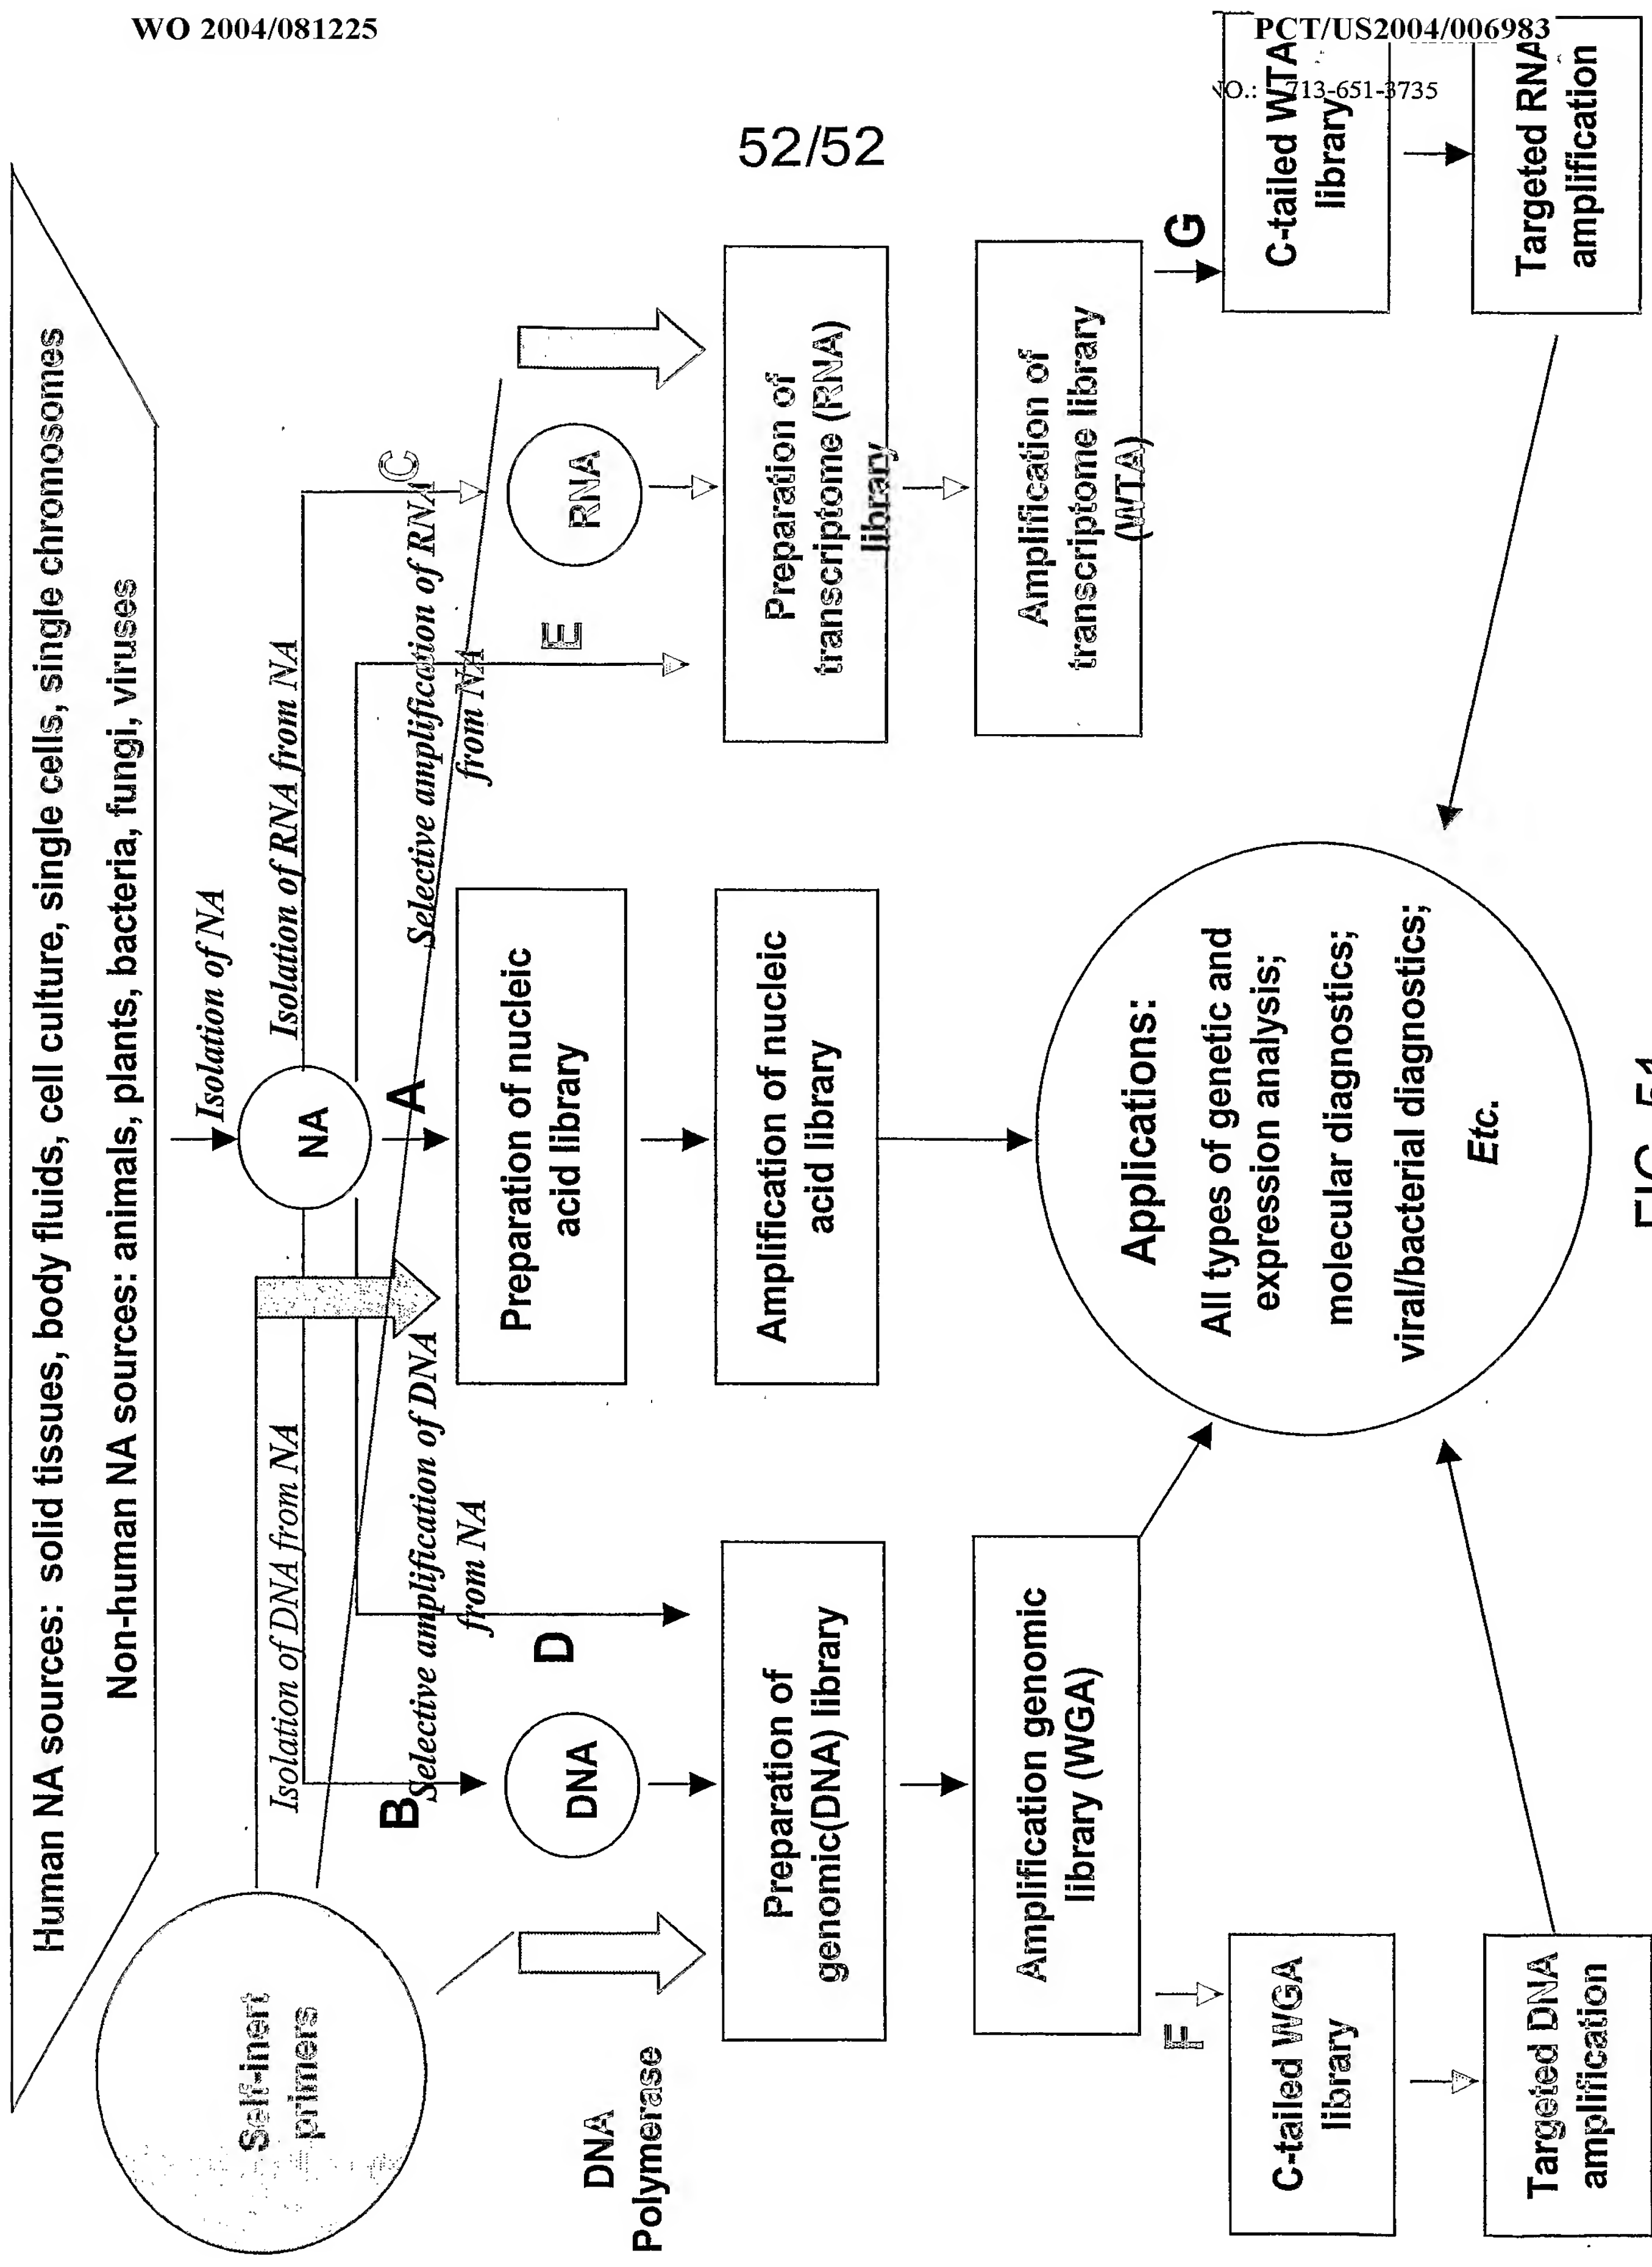 WO 2004/081225
PCT/US2004/006983
NO.: 713-651-3735
52/52
Human NA sources: solid tissues, body fluids, cell culture, single cells, single chromosomes
Non-human NA sources: animals, plants, bacteria, fungi, viruses
Isolation of NA
Self-inert
primers
NA
Isolation of DNA from NA
Isolation of RNA from NA
B
A
C
Selective amplification of DNA
from NA
Selective amplification of RNA
from NA
D
E
DNA
RNA
DNA
Polymerase
Preparation of nucleic
acid library
Preparation of
genomic(DNA) library
Preparation of
transcriptome (RNA)
library
Amplification of nucleic
acid library
Amplification genomic
library (WGA)
Amplification of
transcriptome library
(WTA)
F
G
C-tailed WGA
library
C-tailed WTA
library
Targeted DNA
amplification
Targeted RNA
amplification
Applications:
All types of genetic and
expression analysis;
molecular diagnostics;
viral/bacterial diagnostics;
Etc.
FIG. 51